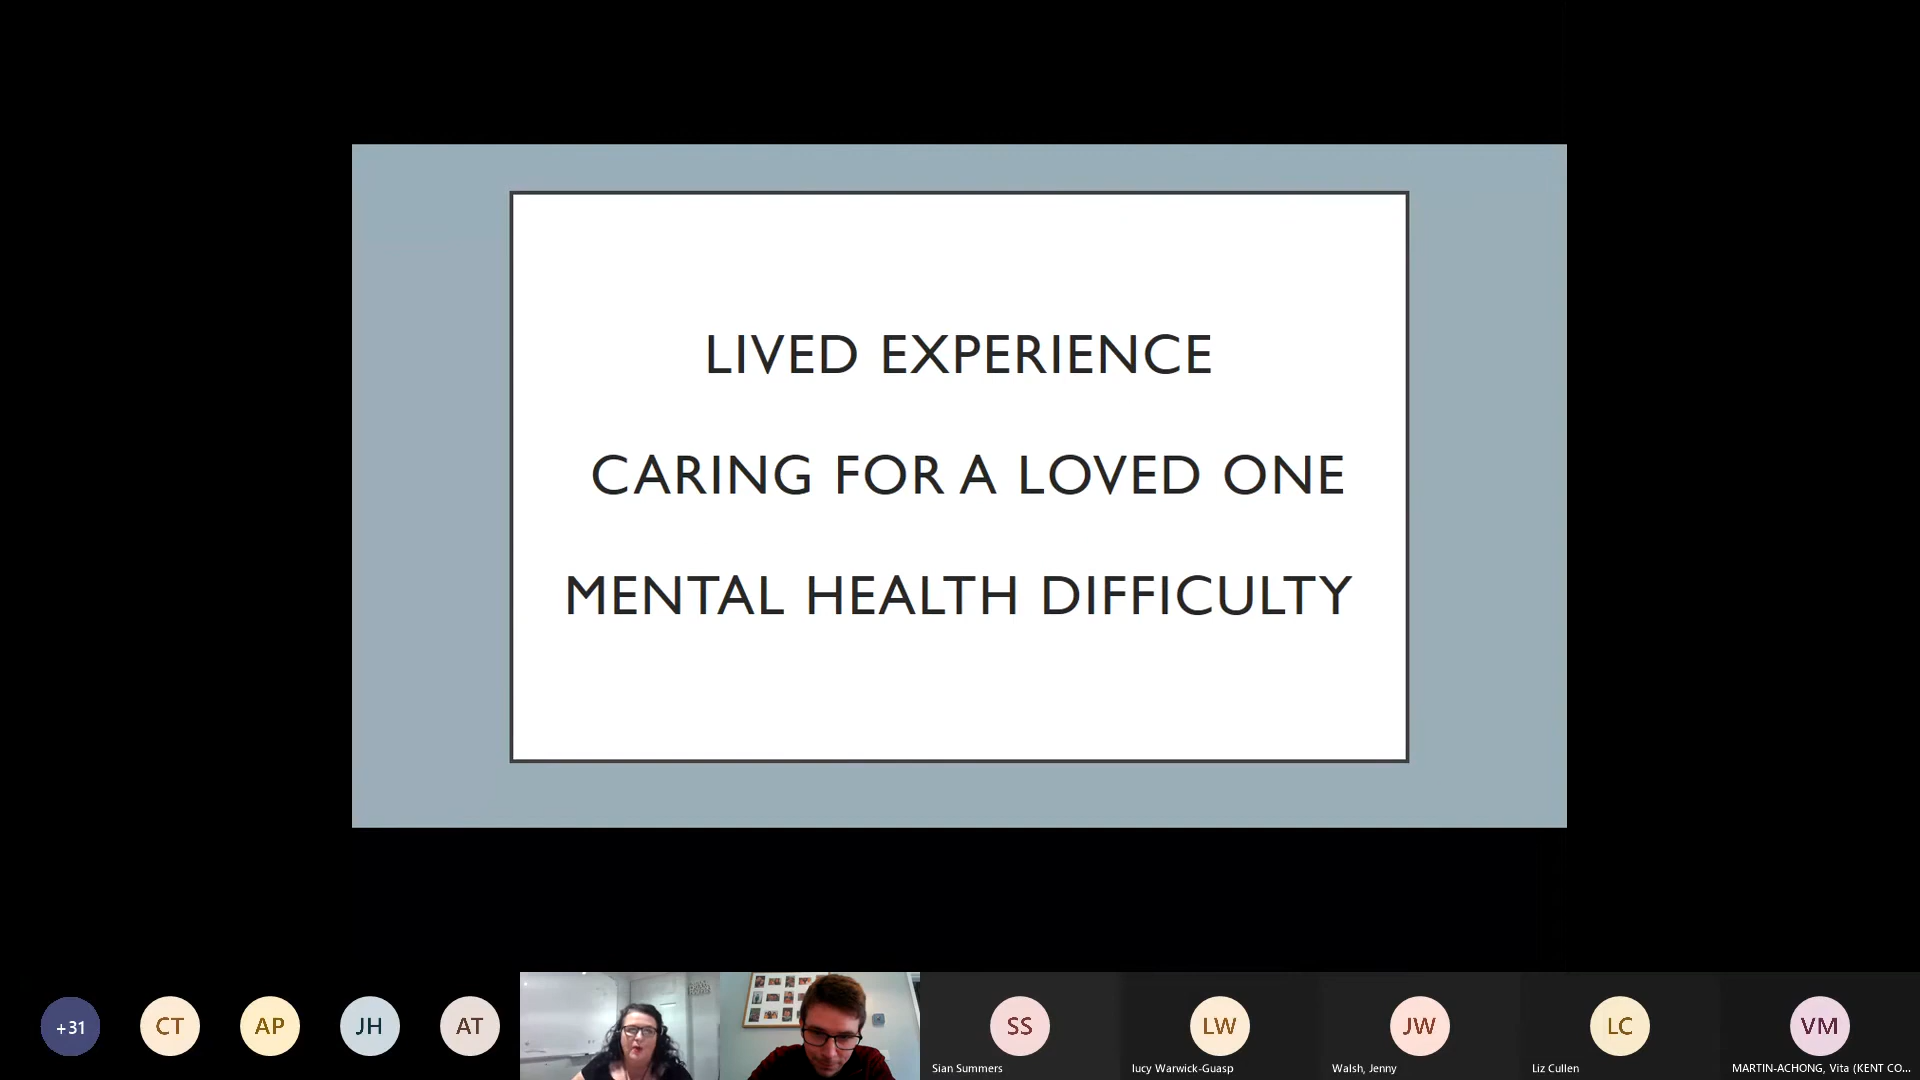 LIVED EXPERIENCE
CARING FOR A LOVED ONE
MENTAL HEALTH DIFFICULTY
+31
CT
AP
JH
AT
SS
LW
JW
LC
VM
Sian Summers
lucy Warwick-Guasp
Walsh, Jenny
Liz Cullen
MARTIN-ACHONG, Vita (KENT CO...